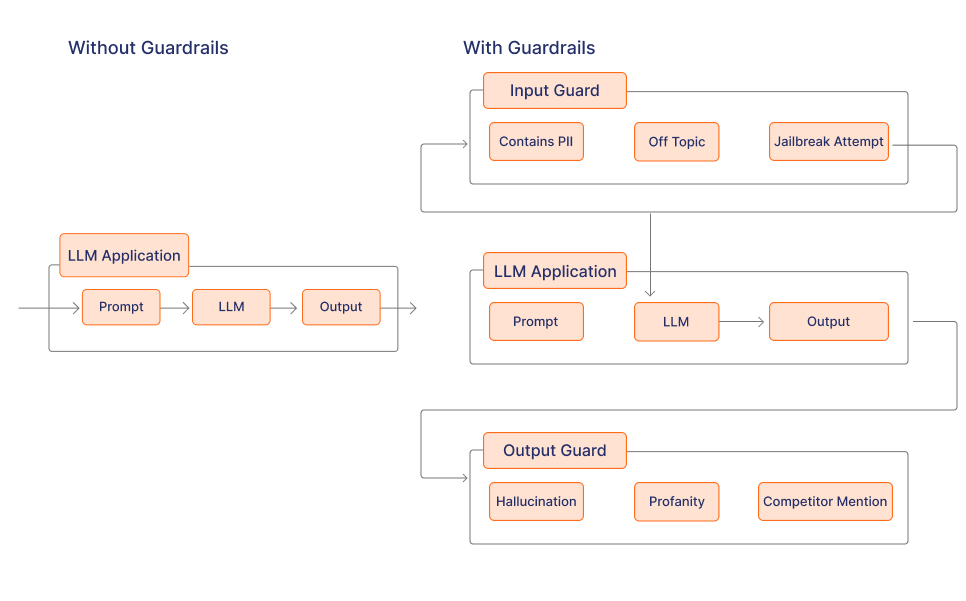 Without Guardrails
LLM Application
Prompt
LLM
Output
With Guardrails
Input Guard
Contains PII
Off Topic
Jailbreak Attempt
LLM Application
Prompt
LLM
Output
Output Guard
Hallucination
Profanity
Competitor Mention